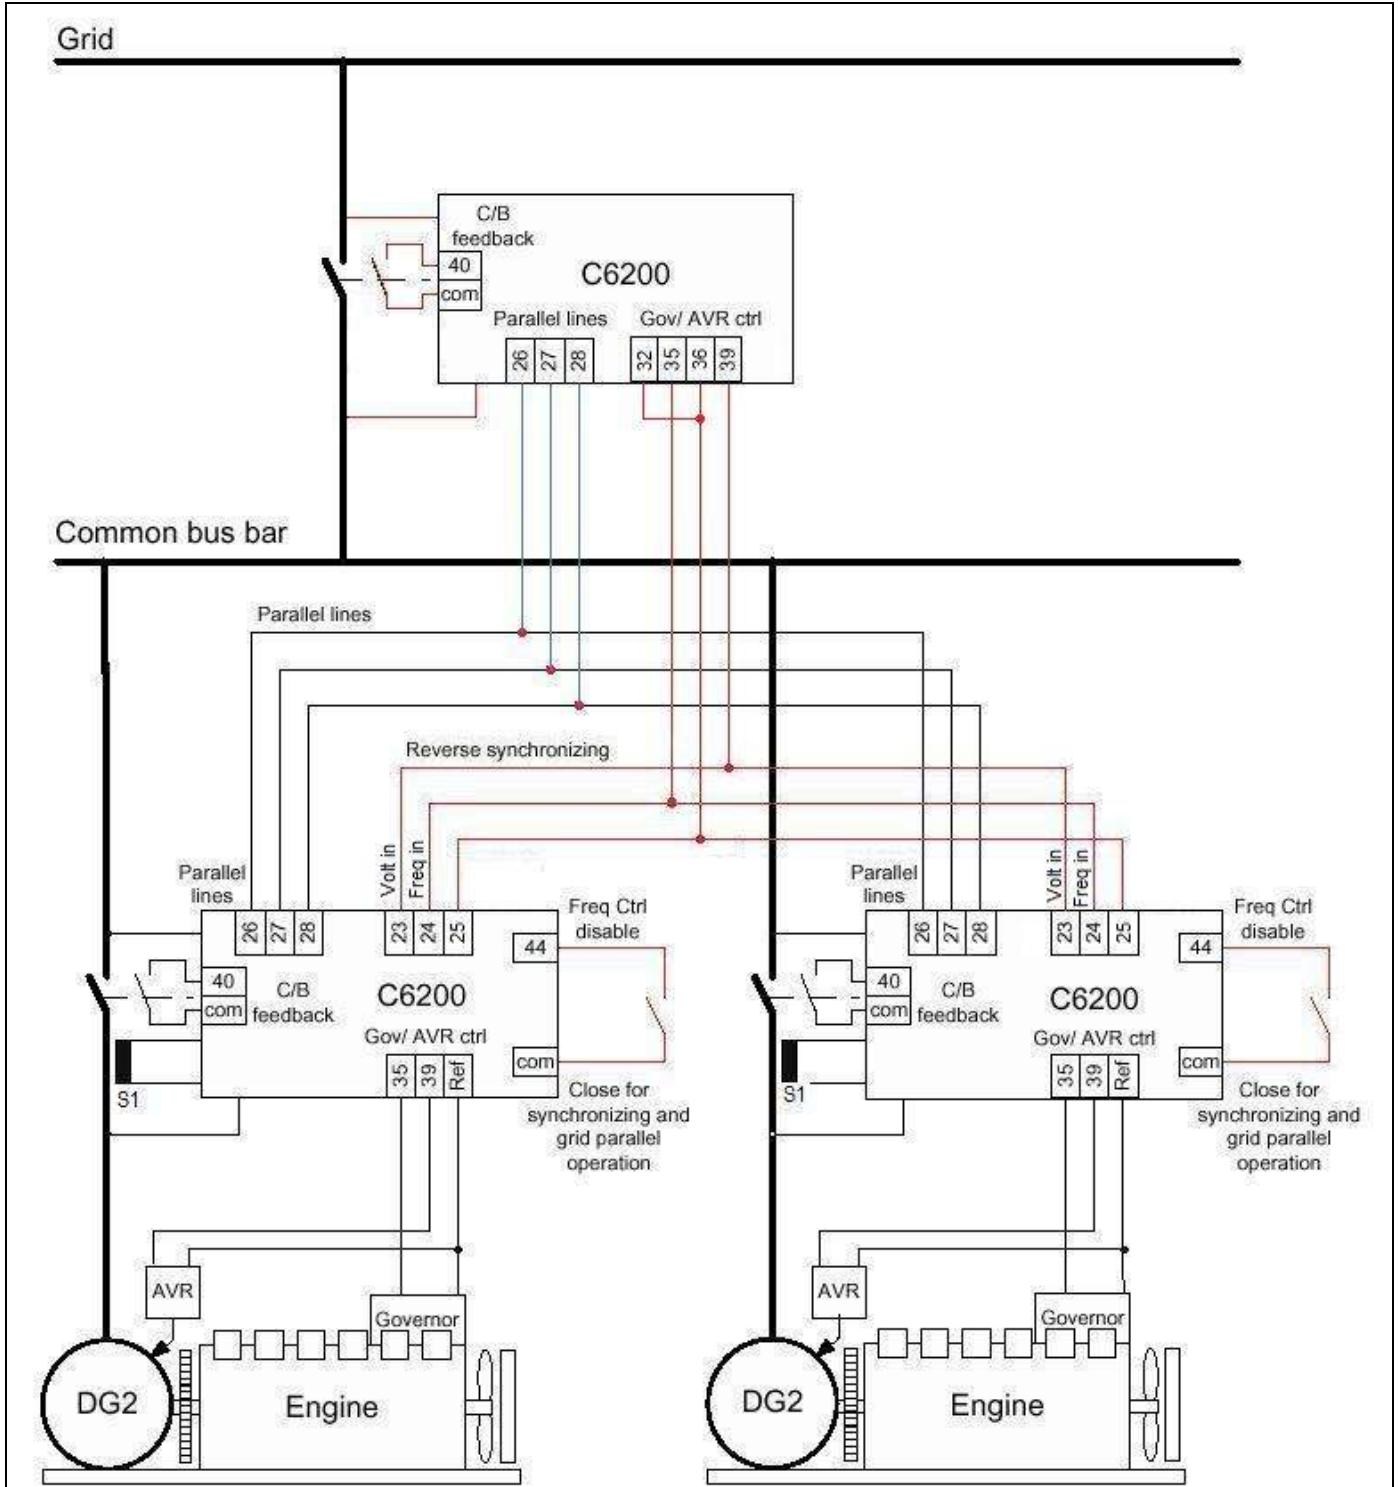 Grid
C/B
feedback
40
com
C6200
Parallel lines
Gov/ AVR ctrl
26
27
28
32
35
36
39
Common bus bar
Parallel lines
Reverse synchronizing
Parallel
lines
Volt in
Freq in
26
27
28
23
24
25
44
Freq Ctrl
disable
40
com
C/B
feedback
C6200
Gov/ AVR ctrl
35
39
Ref
com
S1
Close for
synchronizing and
grid parallel
operation
AVR
Governor
DG2
Engine
Parallel
lines
Volt in
Freq in
26
27
28
23
24
25
44
Freq Ctrl
disable
40
com
C/B
feedback
C6200
Gov/ AVR ctrl
35
39
Ref
com
S1
Close for
synchronizing and
grid parallel
operation
AVR
Governor
DG2
Engine